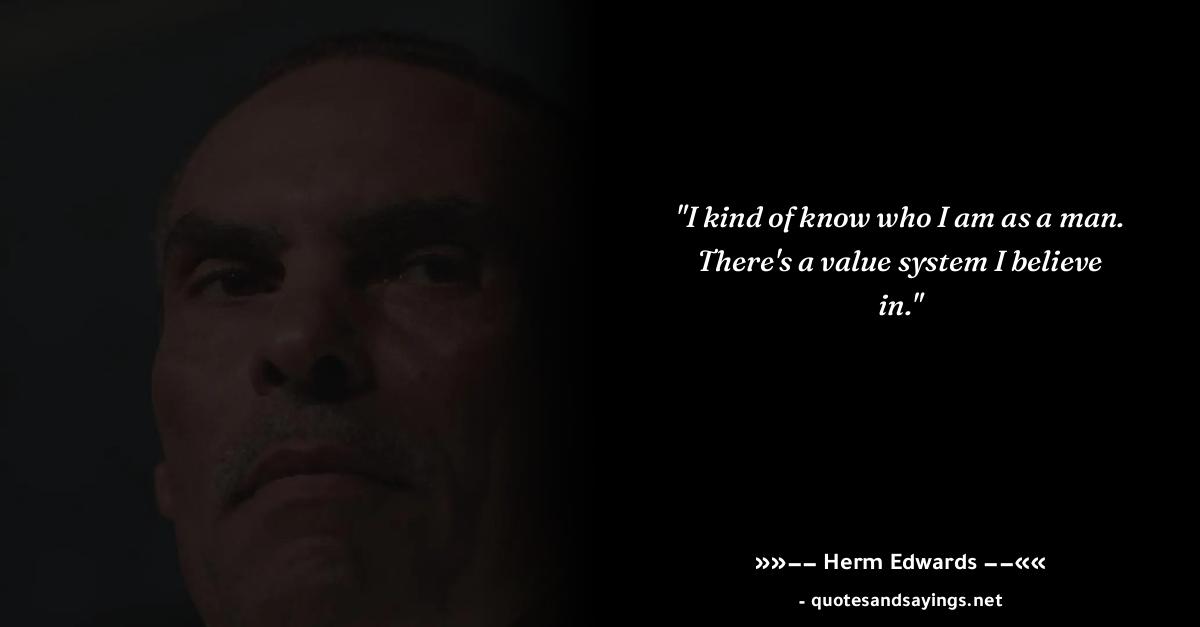 "I kind of know who I am as a man.
There's a value system I believe
in."
»»−− Herm Edwards −−««
- quotesandsayings.net